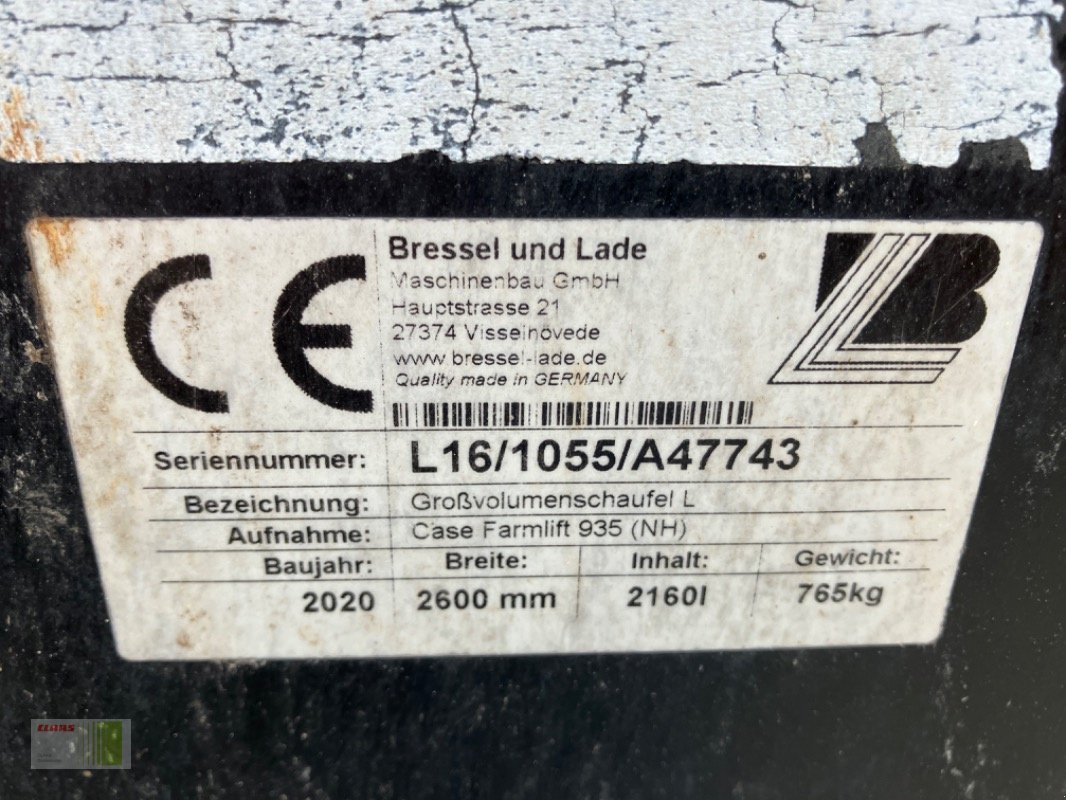 CE
Bressel und Lade
Maschinenbau GmbH
Hauptstrasse 21
27374 Visselhövede
www.bressel-lade.de
Quality made in GERMANY
LB
Seriennummer: L16/1055/A47743
Bezeichnung: Großvolumenschaufel L
Aufnahme: Case Farmlift 935 (NH)
Baujahr: Breite: Inhalt: Gewicht:
2020 2600 mm 2160l 765kg
CLAAS